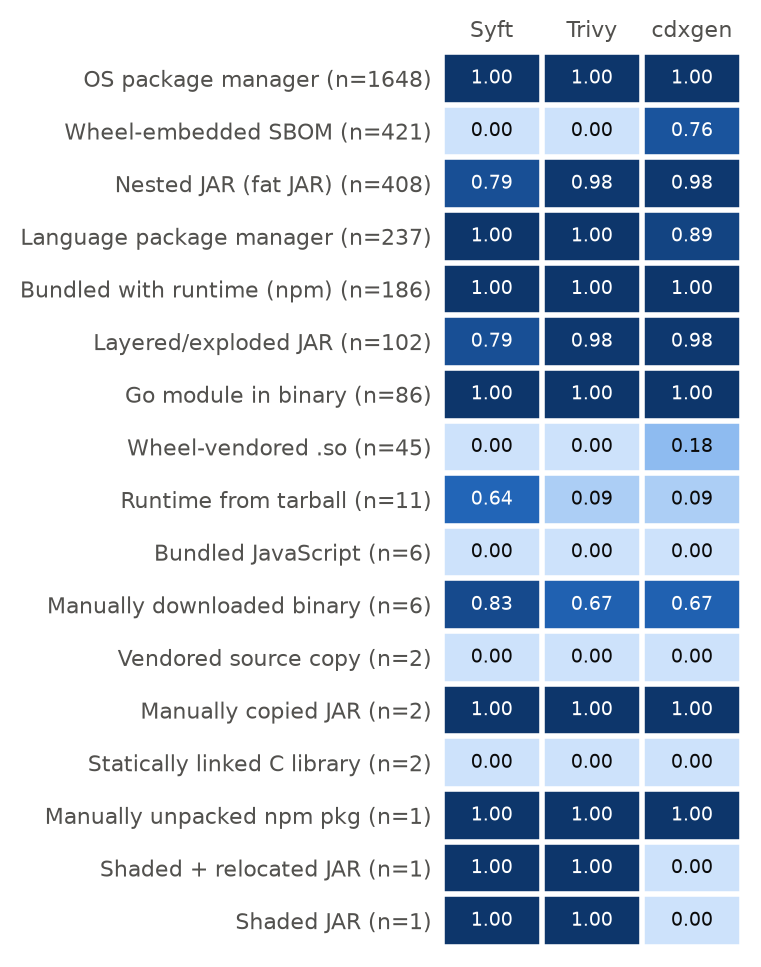 Syft Trivy cdxgen
OS package manager (n=1648) 1.00 1.00 1.00
Wheel-embedded SBOM (n=421) 0.00 0.00 0.76
Nested JAR (fat JAR) (n=408) 0.79 0.98 0.98
Language package manager (n=237) 1.00 1.00 0.89
Bundled with runtime (npm) (n=186) 1.00 1.00 1.00
Layered/exploded JAR (n=102) 0.79 0.98 0.98
Go module in binary (n=86) 1.00 1.00 1.00
Wheel-vendored .so (n=45) 0.00 0.00 0.18
Runtime from tarball (n=11) 0.64 0.09 0.09
Bundled JavaScript (n=6) 0.00 0.00 0.00
Manually downloaded binary (n=6) 0.83 0.67 0.67
Vendored source copy (n=2) 0.00 0.00 0.00
Manually copied JAR (n=2) 1.00 1.00 1.00
Statically linked C library (n=2) 0.00 0.00 0.00
Manually unpacked npm pkg (n=1) 1.00 1.00 1.00
Shaded + relocated JAR (n=1) 1.00 1.00 0.00
Shaded JAR (n=1) 1.00 1.00 0.00